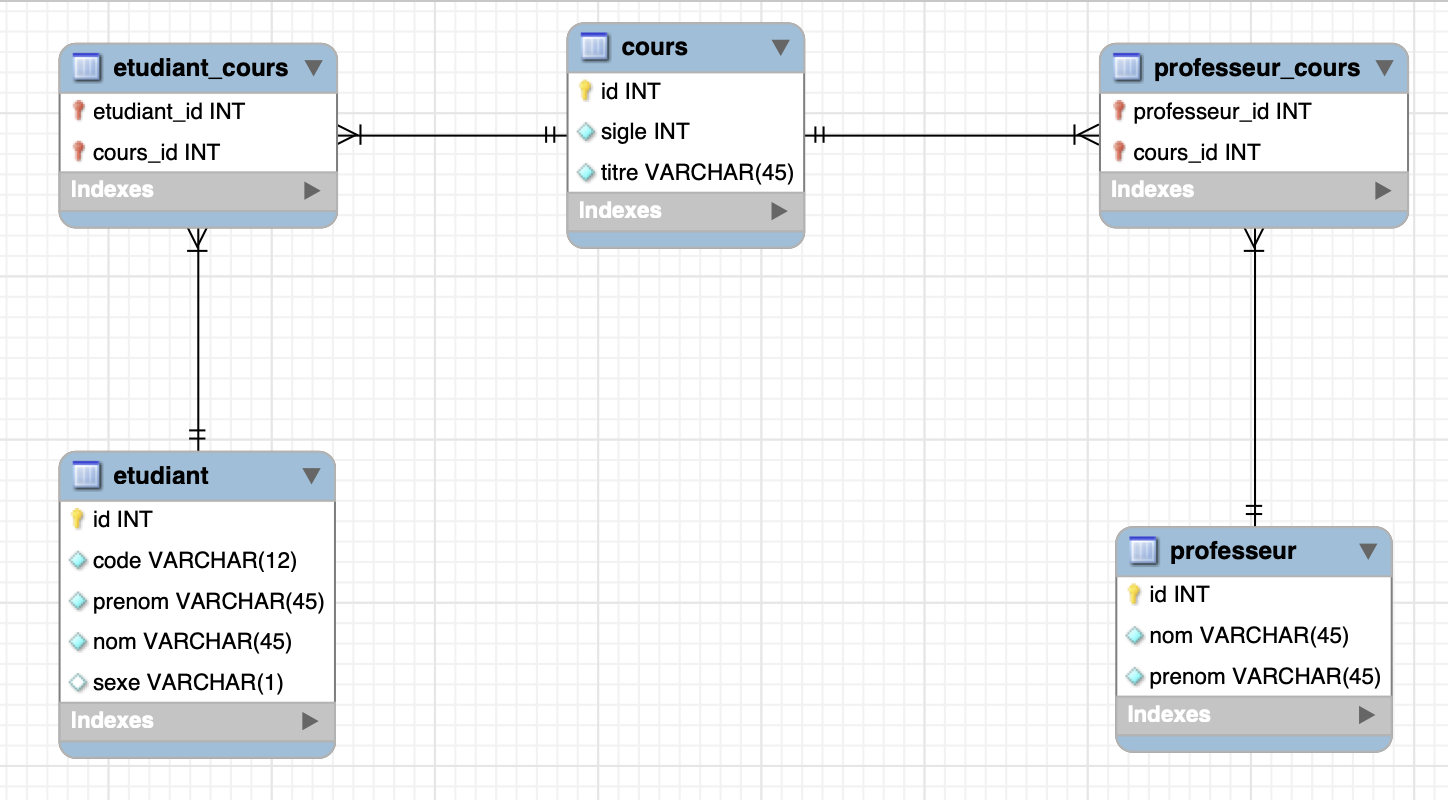 etudiant_cours
etudiant_id INT
cours_id INT
Indexes
cours
id INT
sigle INT
titre VARCHAR(45)
Indexes
professeur_cours
professeur_id INT
cours_id INT
Indexes
etudiant
id INT
code VARCHAR(12)
prenom VARCHAR(45)
nom VARCHAR(45)
sexe VARCHAR(1)
Indexes
professeur
id INT
nom VARCHAR(45)
prenom VARCHAR(45)
Indexes